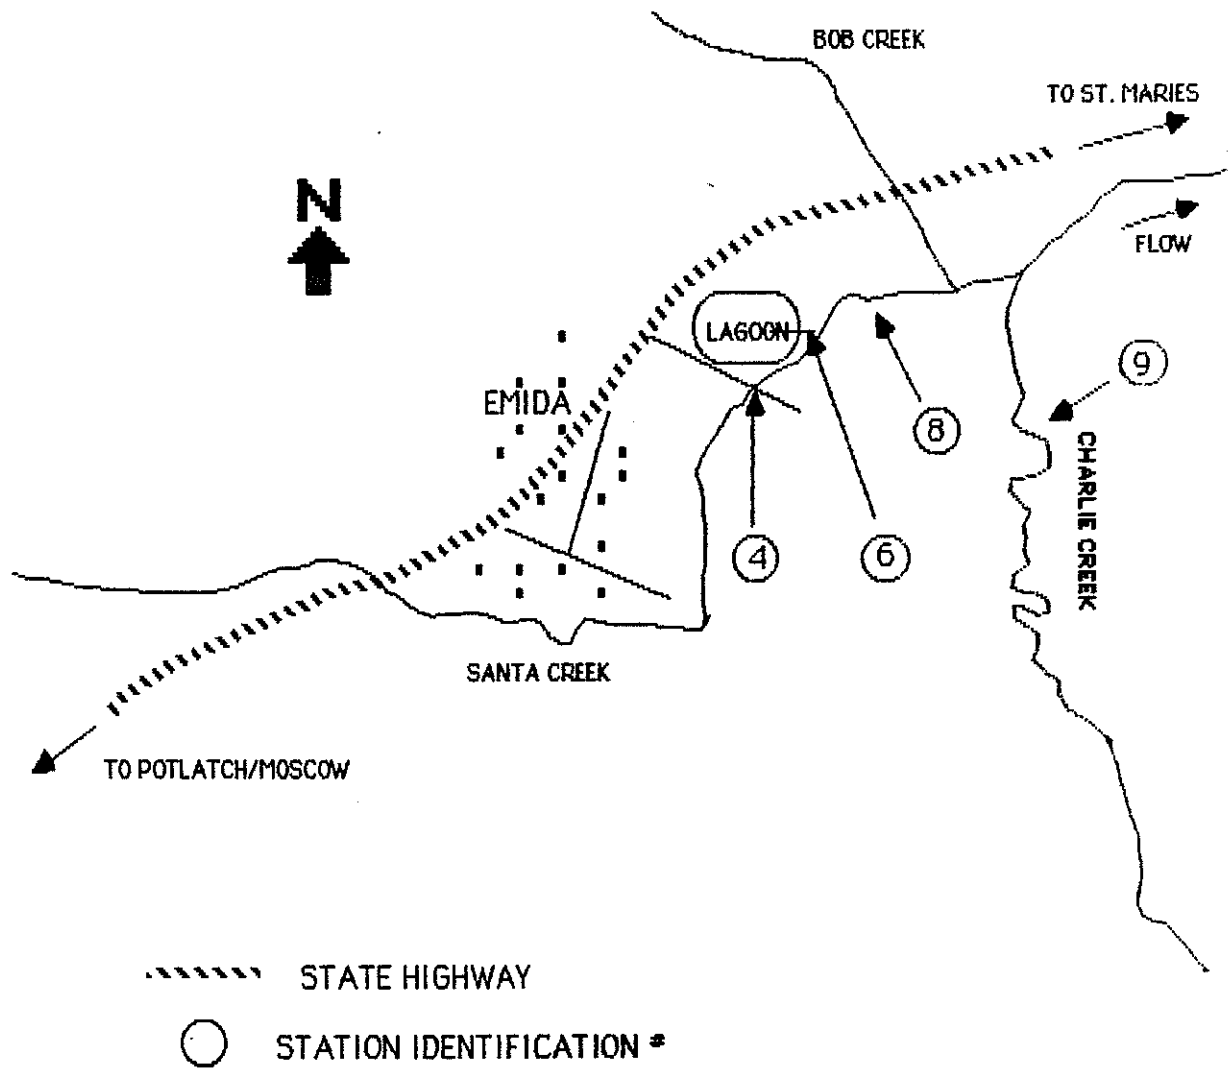 BOB CREEK
TO ST. MARIES
N
FLOW
LAGOON
9
EMIDA
8
CHARLIE CREEK
4
6
SANTA CREEK
TO POTLATCH/MOSCOW
STATE HIGHWAY
STATION IDENTIFICATION #